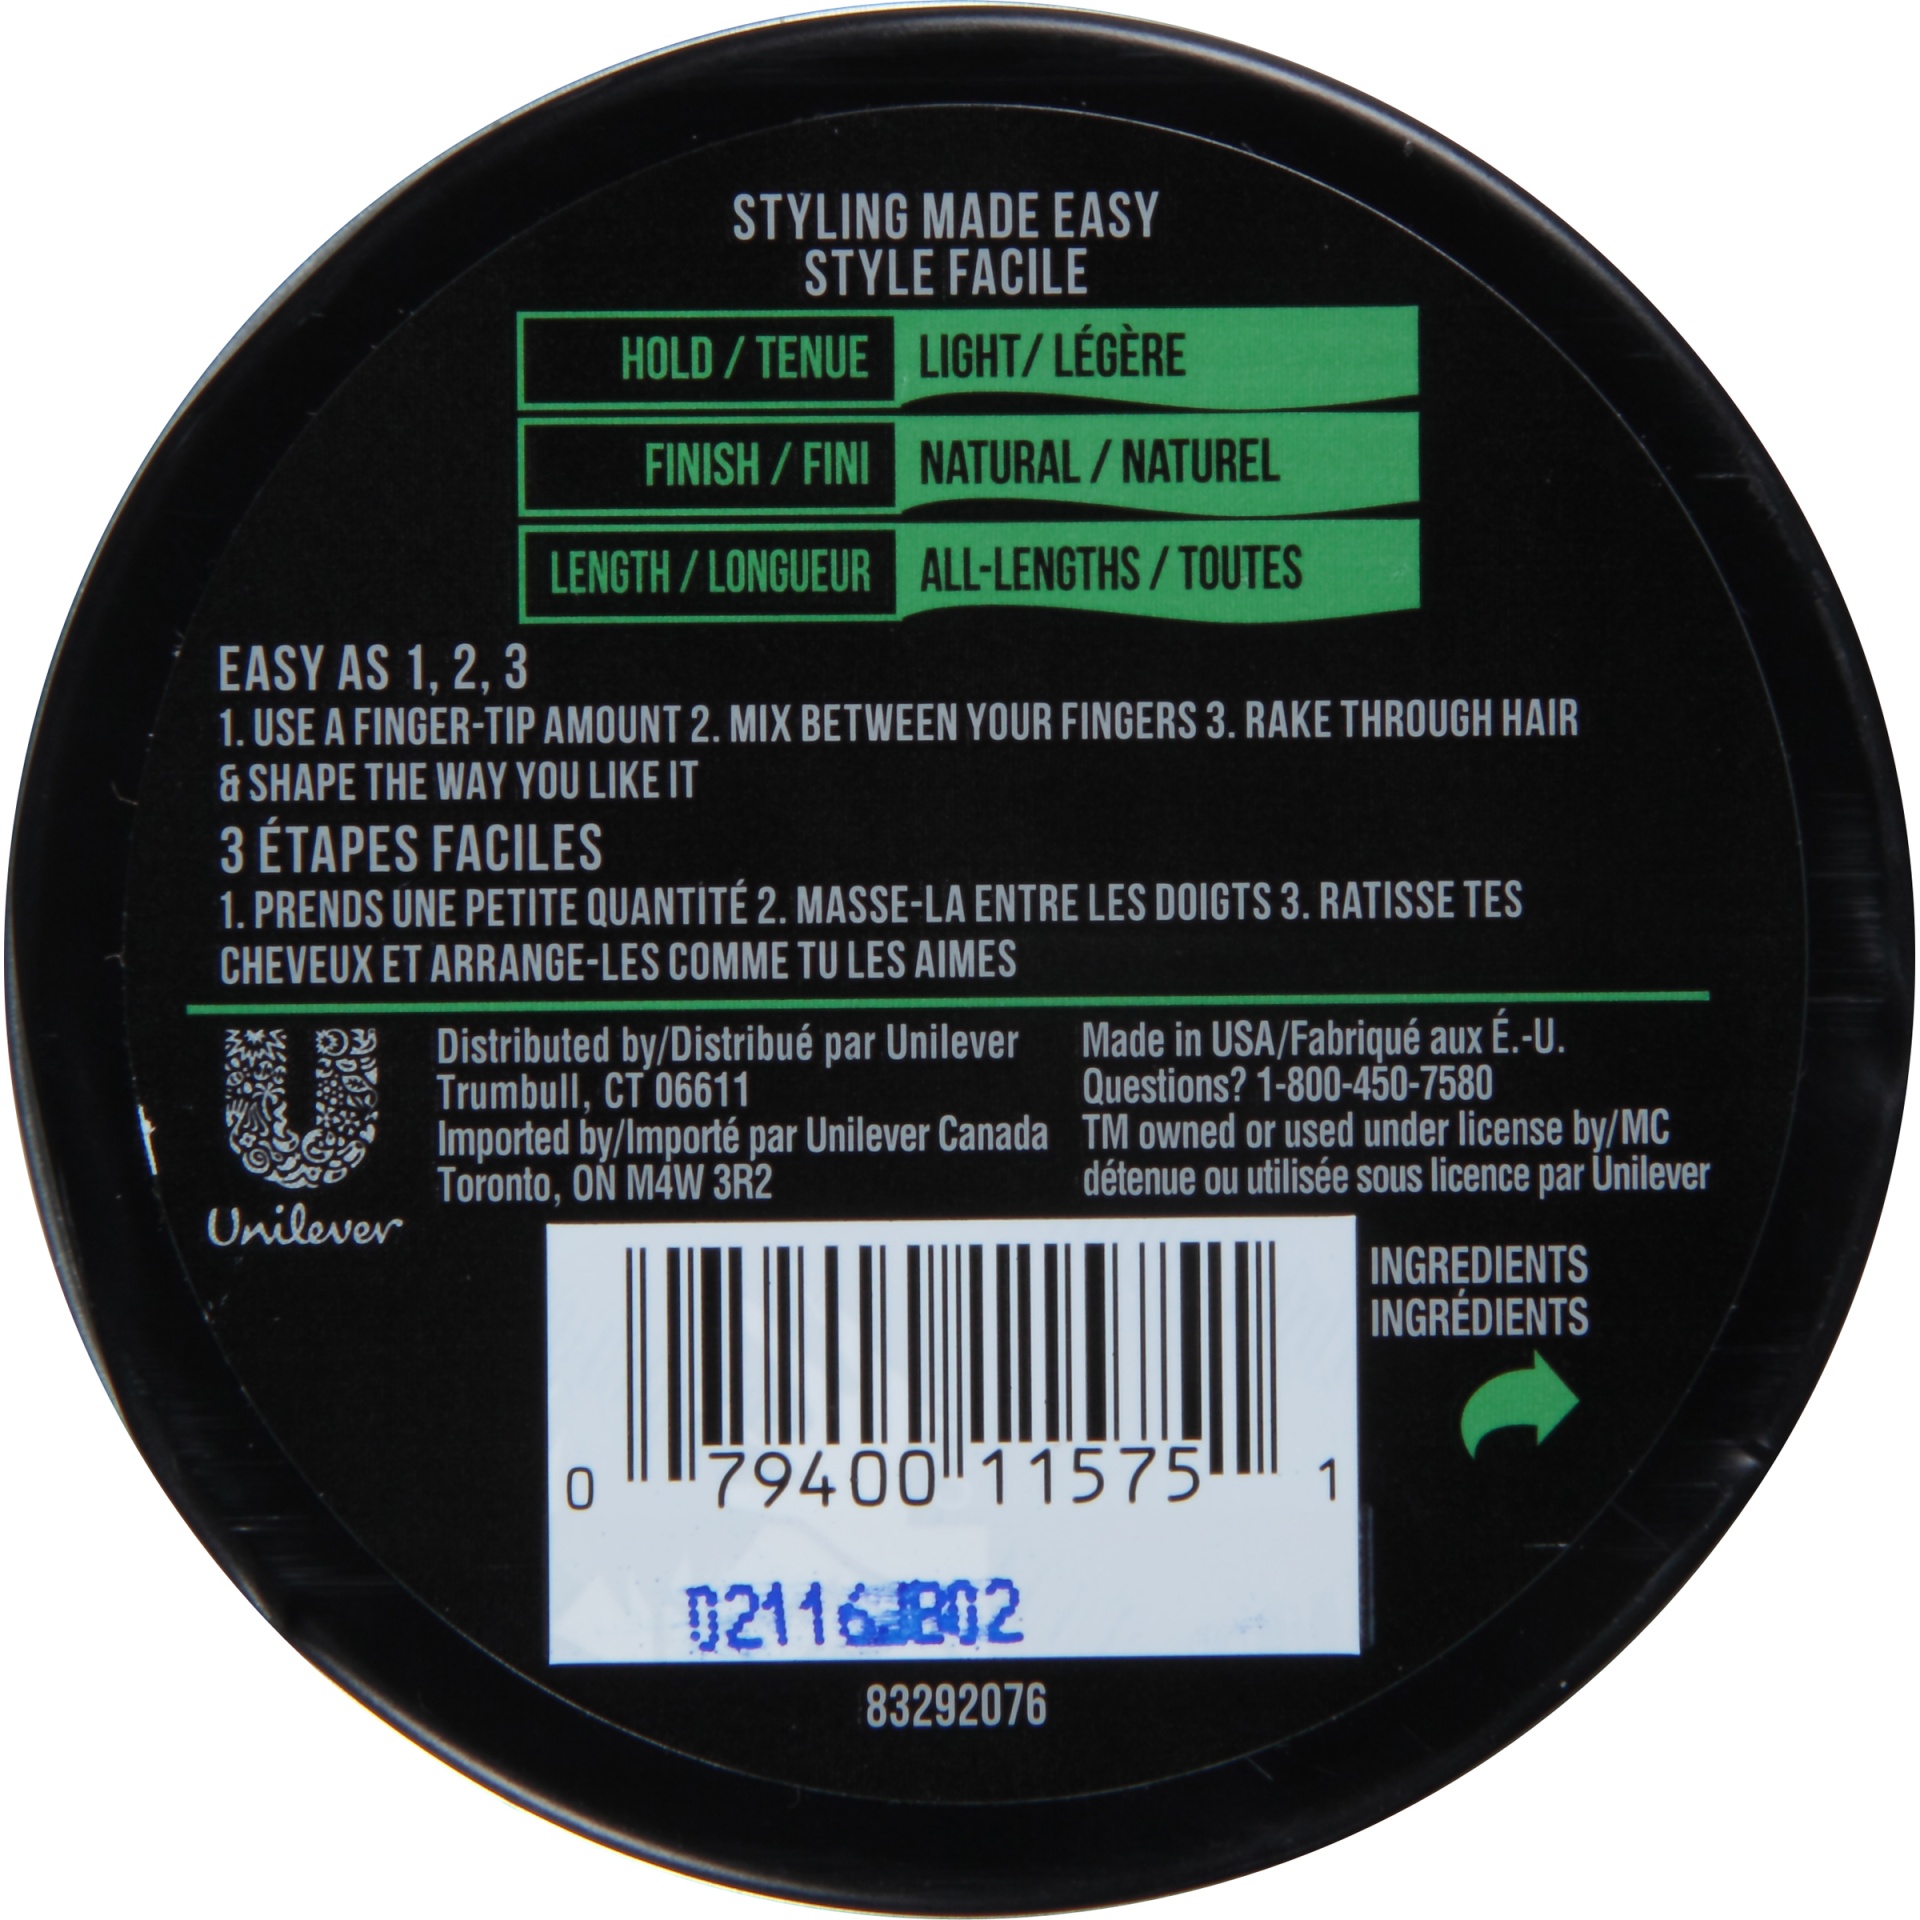 STYLING MADE EASY
STYLE FACILE
HOLD / TENUE LIGHT/ LÉGÈRE
FINISH / FINI NATURAL / NATUREL
LENGTH / LONGUEUR ALL-LENGTHS / TOUTES
EASY AS 1, 2, 3
1. USE A FINGER-TIP AMOUNT 2. MIX BETWEEN YOUR FINGERS 3. RAKE THROUGH HAIR
& SHAPE THE WAY YOU LIKE IT
3 ÉTAPES FACILES
1. PRENDS UNE PETITE QUANTITÉ 2. MASSE-LA ENTRE LES DOIGTS 3. RATISSE TES
CHEVEUX ET ARRANGE-LES COMME TU LES AIMES
Distributed by/Distribué par Unilever
Trumbull, CT 06611
Imported by/Importé par Unilever Canada
Toronto, ON M4W 3R2
Made in USA/Fabriqué aux É.-U.
Questions? 1-800-450-7580
TM owned or used under license by/MC
détenue ou utilisée sous licence par Unilever
Unilever
INGREDIENTS
INGRÉDIENTS
0 79400 11575 1
02116JB02
83292076